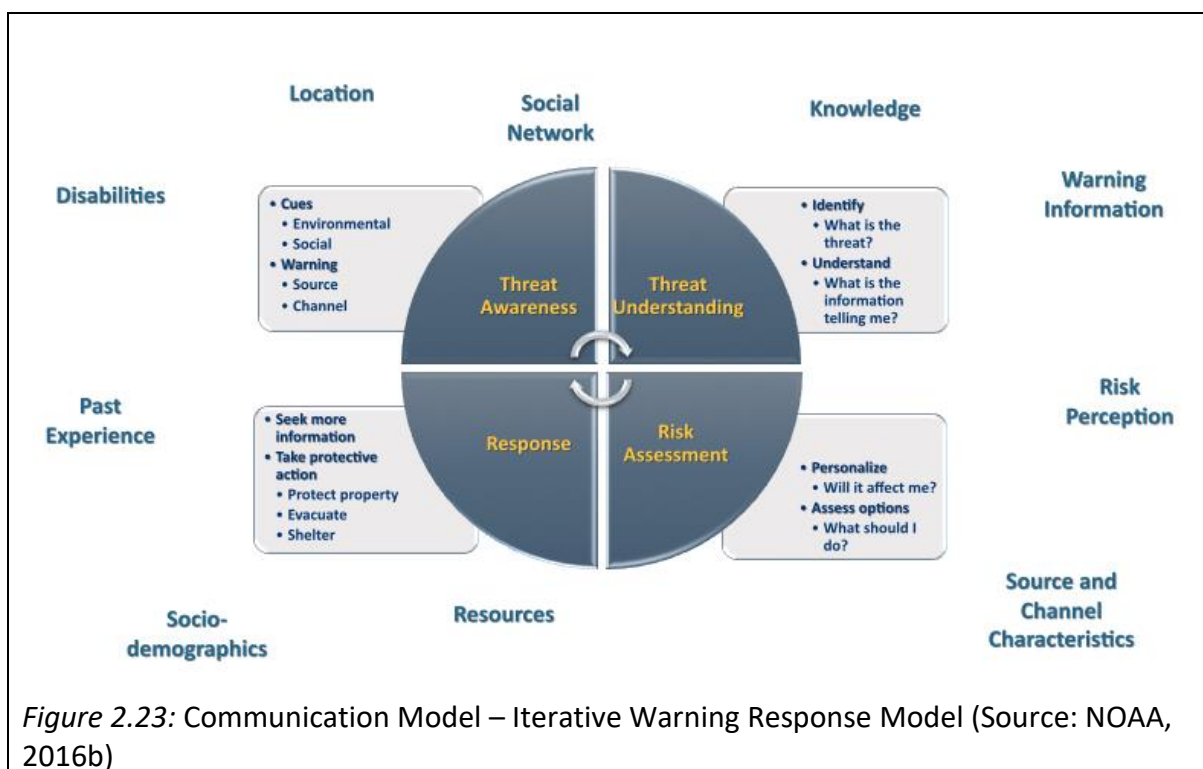 Location
Social
Network
Knowledge
Disabilities
Warning
Information
• Cues
• Environmental
• Social
• Warning
• Source
• Channel
Threat
Awareness
Threat
Understanding
• Identify
• What is the
threat?
• Understand
• What is the
information
telling me?
Past
Experience
Risk
Perception
• Seek more
information
• Take protective
action
• Protect property
• Evacuate
• Shelter
Response
Risk
Assessment
• Personalize
• Will it affect me?
• Assess options
• What should I
do?
Socio-
demographics
Resources
Source and
Channel
Characteristics
Figure 2.23: Communication Model – Iterative Warning Response Model (Source: NOAA,
2016b)